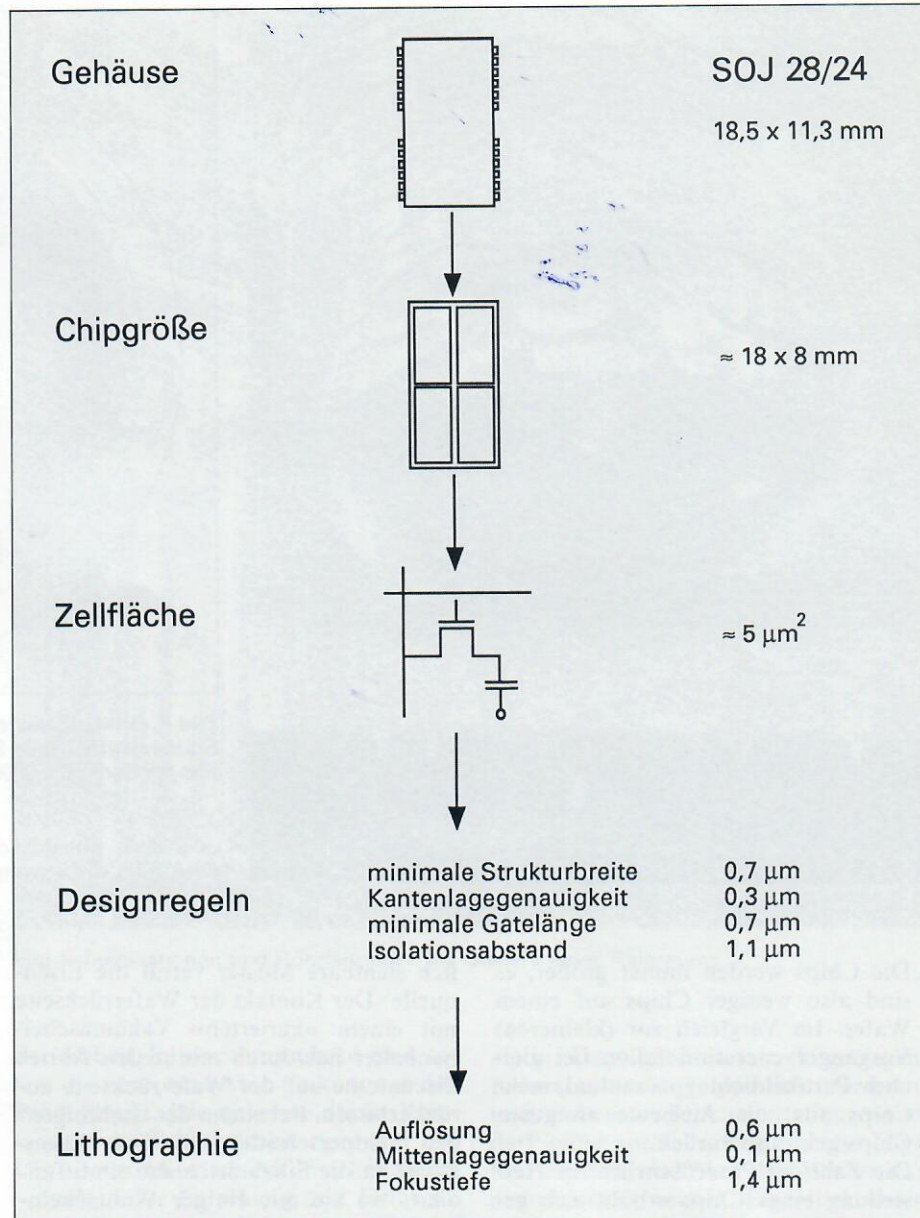 Gehäuse
SOJ 28/24
18,5 x 11,3 mm
Chipgröße
≈ 18 x 8 mm
Zellfläche
≈ 5 µm²
Designregeln
minimale Strukturbreite 0,7 µm
Kantenlagegenauigkeit 0,3 µm
minimale Gatelänge 0,7 µm
Isolationsabstand 1,1 µm
Lithographie
Auflösung 0,6 µm
Mittenlagegenauigkeit 0,1 µm
Fokustiefe 1,4 µm